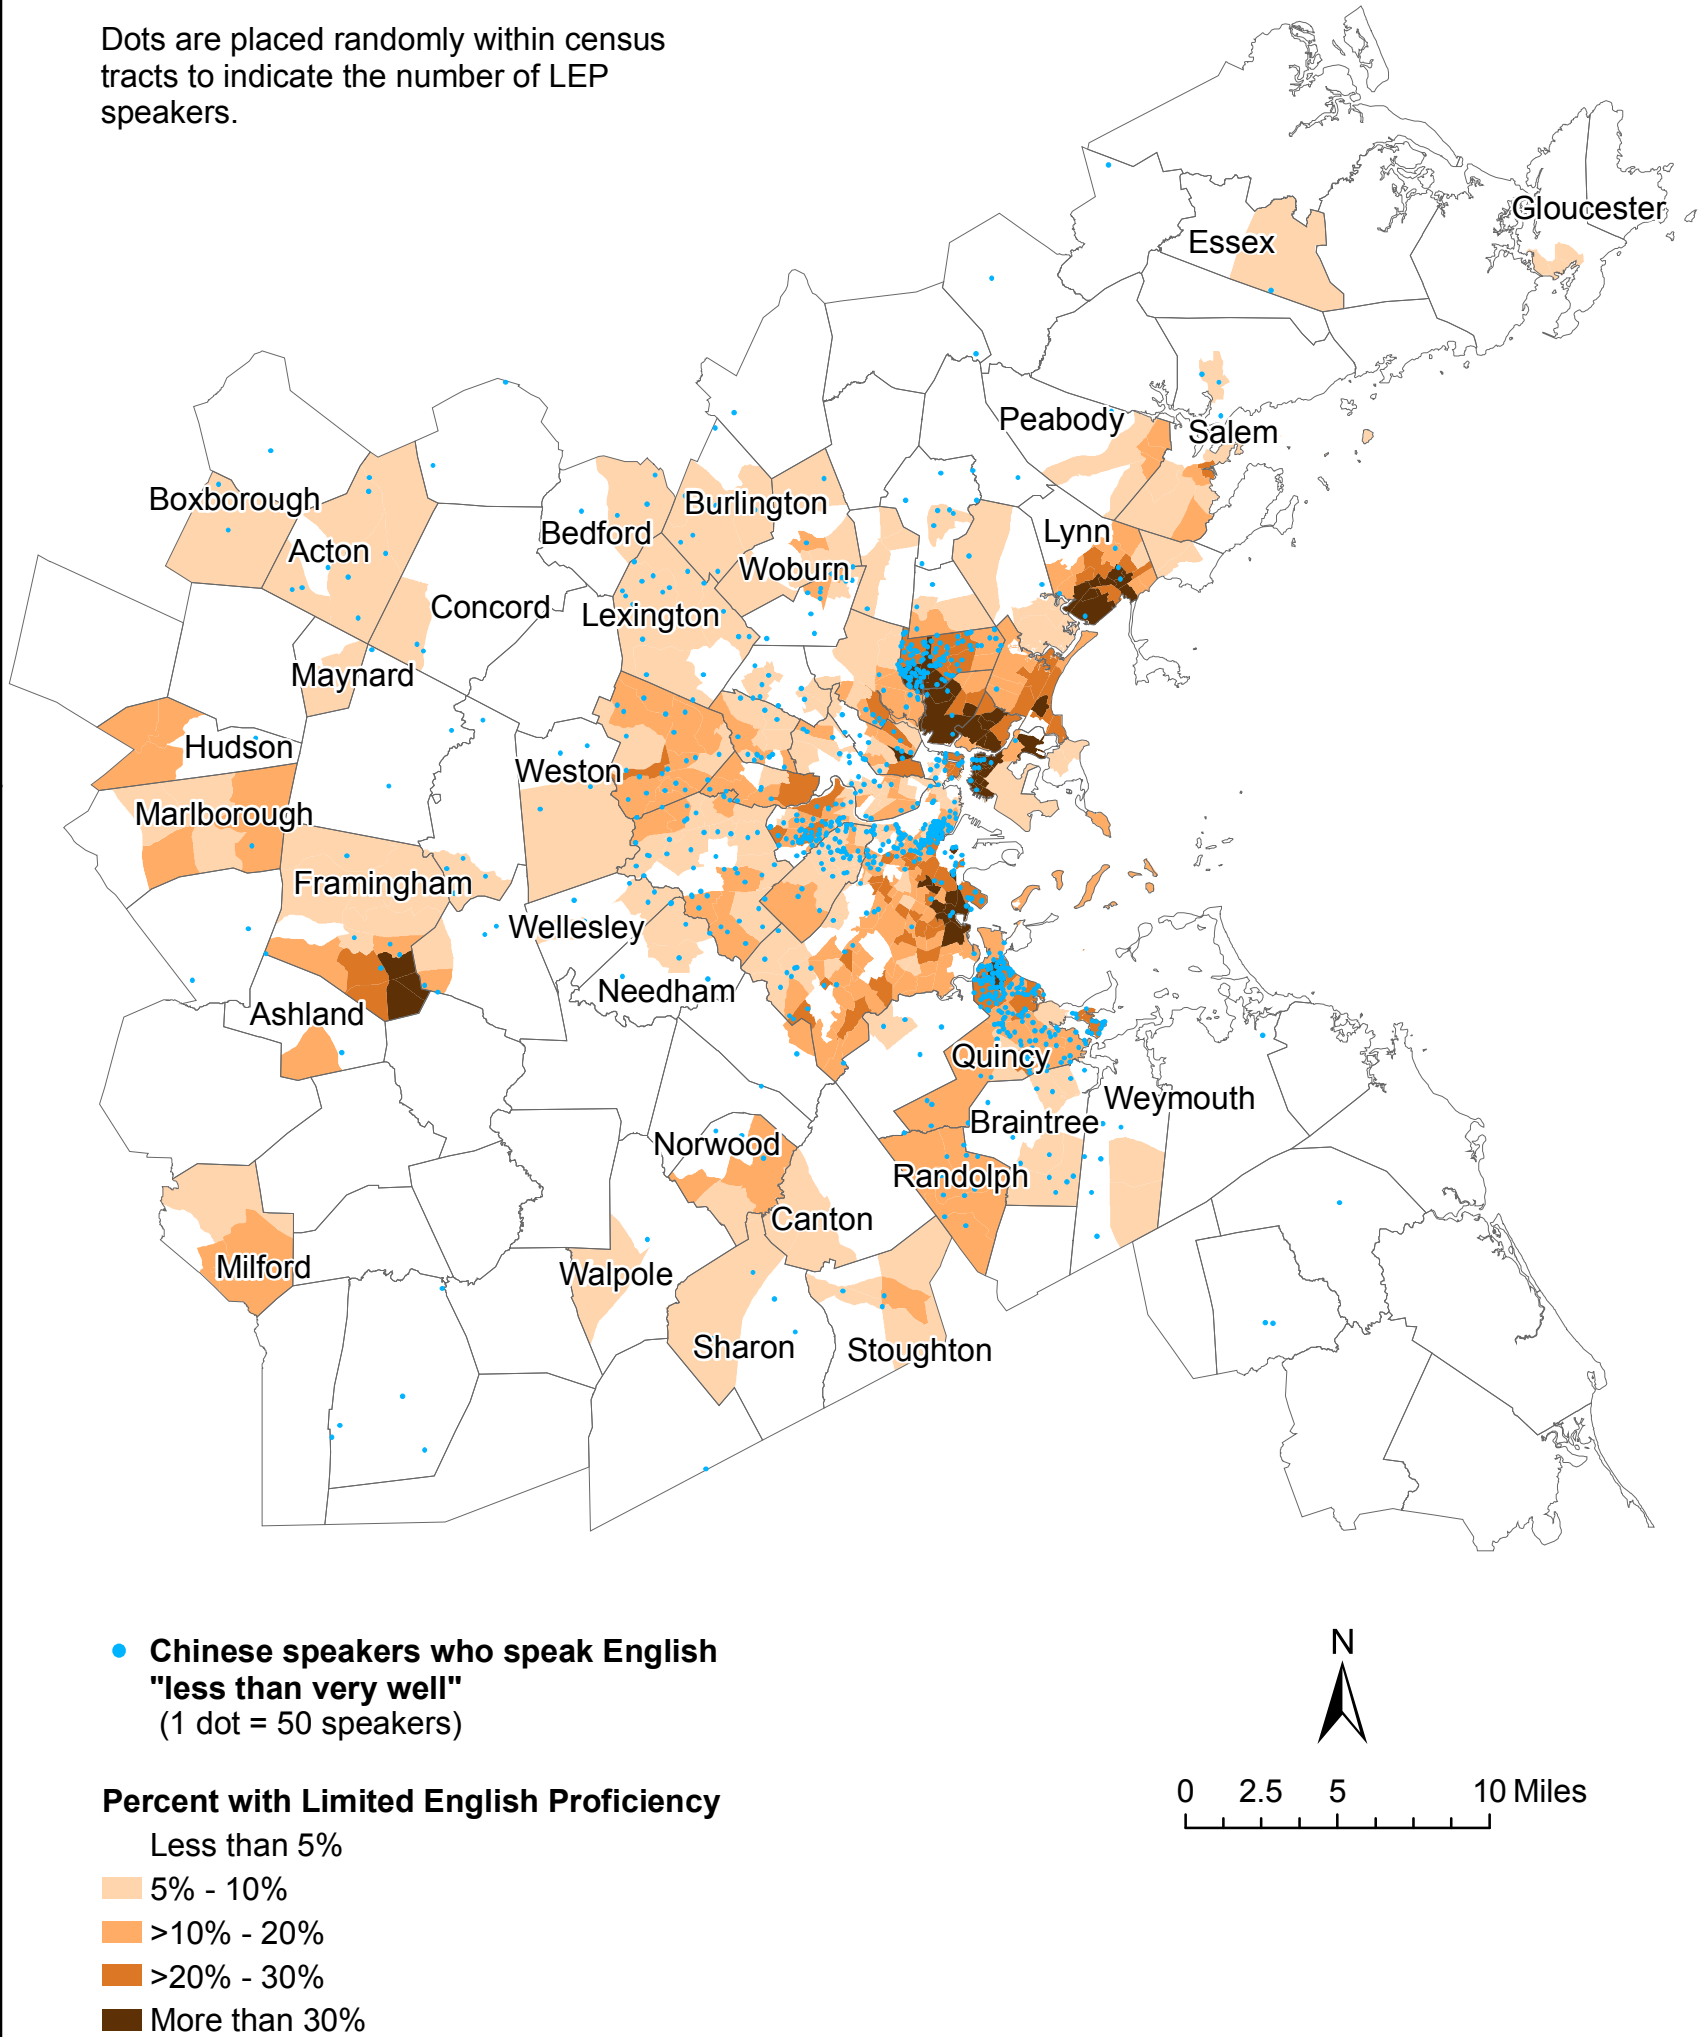 Dots are placed randomly within census
tracts to indicate the number of LEP
speakers.
Gloucester
Essex
Peabody
Salem
Boxborough
Burlington
Bedford
Lynn
Acton
Woburn
Concord
Lexington
Maynard
Hudson
Weston
Marlborough
Framingham
Wellesley
Needham
Ashland
Quincy
Weymouth
Braintree
Norwood
Randolph
Canton
Milford
Walpole
Sharon
Stoughton
Chinese speakers who speak English
"less than very well"
(1 dot = 50 speakers)
N
0 2.5 5 10 Miles
Percent with Limited English Proficiency
Less than 5%
5% - 10%
>10% - 20%
>20% - 30%
More than 30%